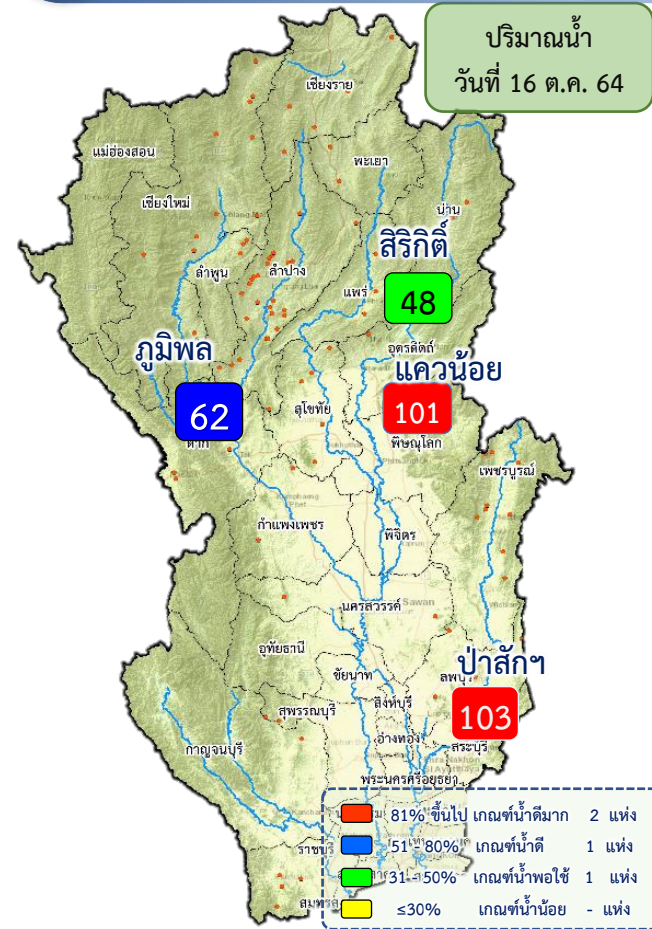 ปริมาณน้ำ
วันที่ 16 ต.ค. 64
เชียงราย
แม่ฮ่องสอน
พะเยา
เชียงใหม่
น่าน
สิริกิติ์
ลำพูน
ลำปาง
แพร่
48
อุตรดิตถ์
ภูมิพล
แควน้อย
62
สุโขทัย
101
ตาก
พิษณุโลก
เพชรบูรณ์
กำแพงเพชร
พิจิตร
นครสวรรค์
อุทัยธานี
ป่าสักฯ
ชัยนาท
ลพบุรี
สุพรรณบุรี
สิงห์บุรี
103
อ่างทอง
กาญจนบุรี
สระบุรี
พระนครศรีอยุธยา
81% ขึ้นไป เกณฑ์น้ำดีมาก 2 แห่ง
51 - 80% เกณฑ์น้ำดี 1 แห่ง
ราชบุรี
31 - 50% เกณฑ์น้ำพอใช้ 1 แห่ง
≤30% เกณฑ์น้ำน้อย - แห่ง